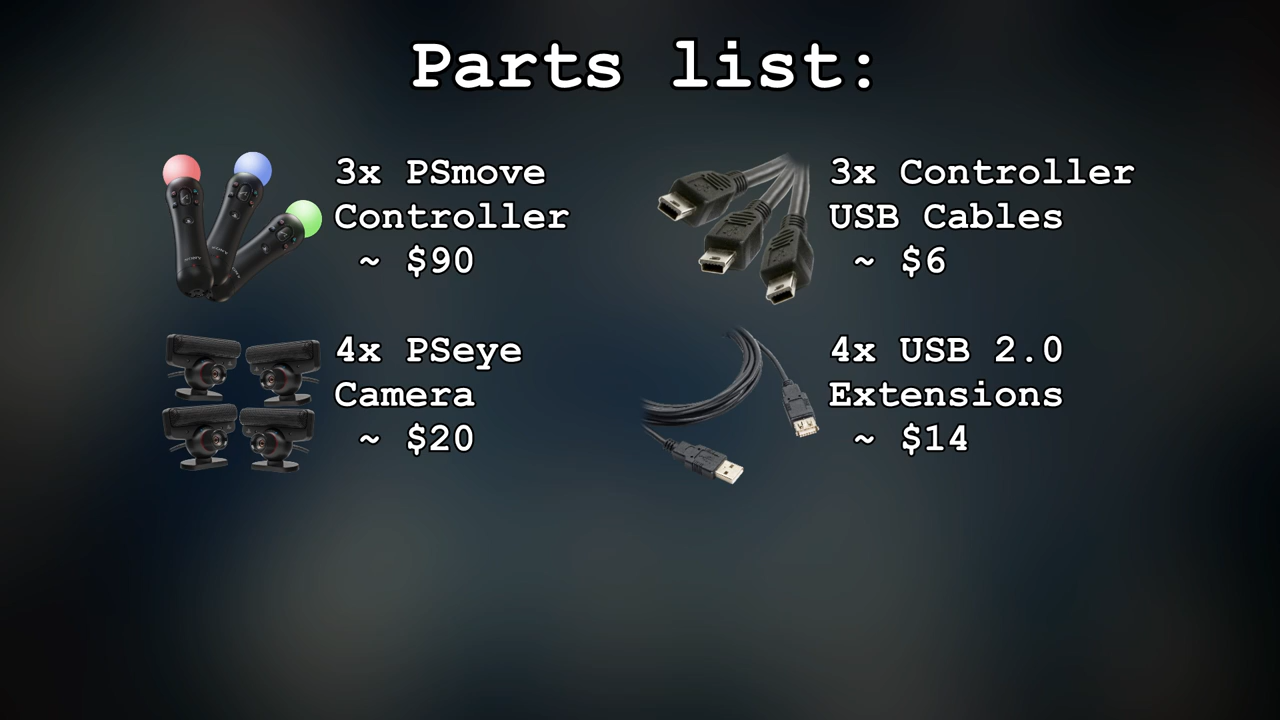 Parts list:
3x PSmove
Controller
~ $90
3x Controller
USB Cables
~ $6
4x PSeye
Camera
~ $20
4x USB 2.0
Extensions
~ $14